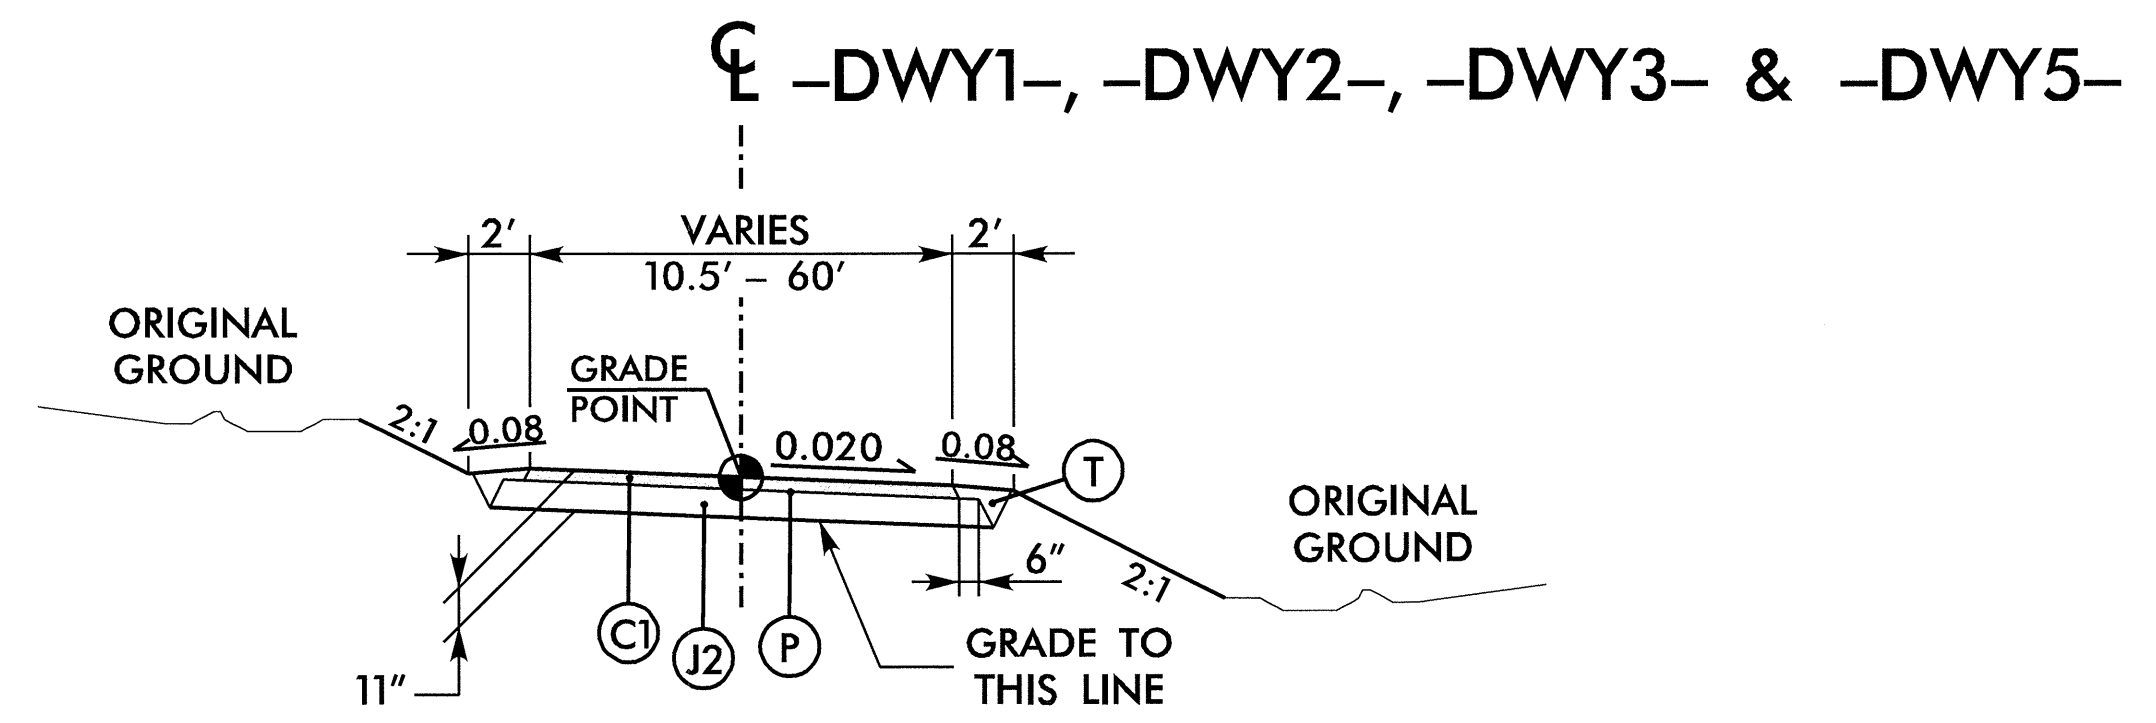 ℄ –DWY1–, –DWY2–, –DWY3– & –DWY5–
2' VARIES 2'
10.5' – 60'
ORIGINAL
GROUND
GRADE
POINT
2:1
0.08
0.020
0.08
T
ORIGINAL
GROUND
6"
2:1
C1
J2
P
GRADE TO
THIS LINE
11"